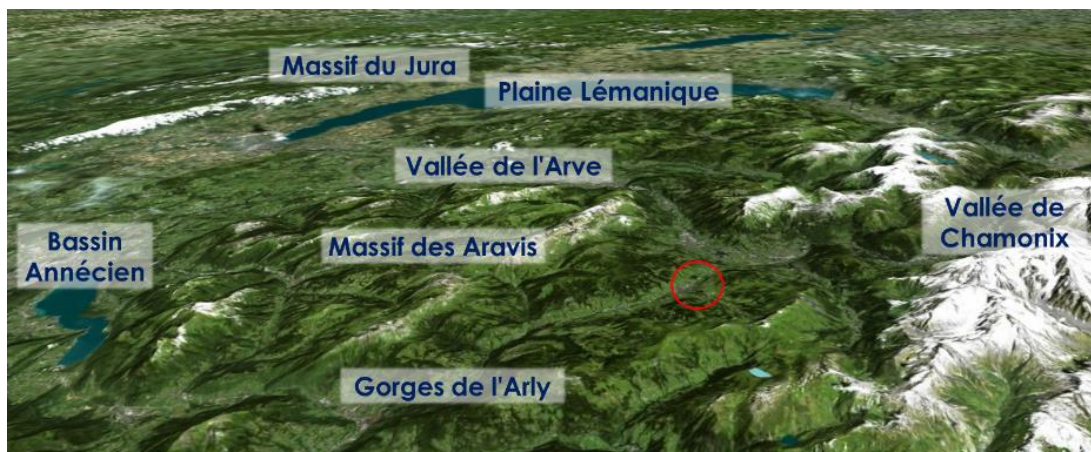 Massif du Jura
Plaine Lémanique
Vallée de l'Arve
Vallée de
Chamonix
Bassin
Annécien
Massif des Aravis
Gorges de l'Arly